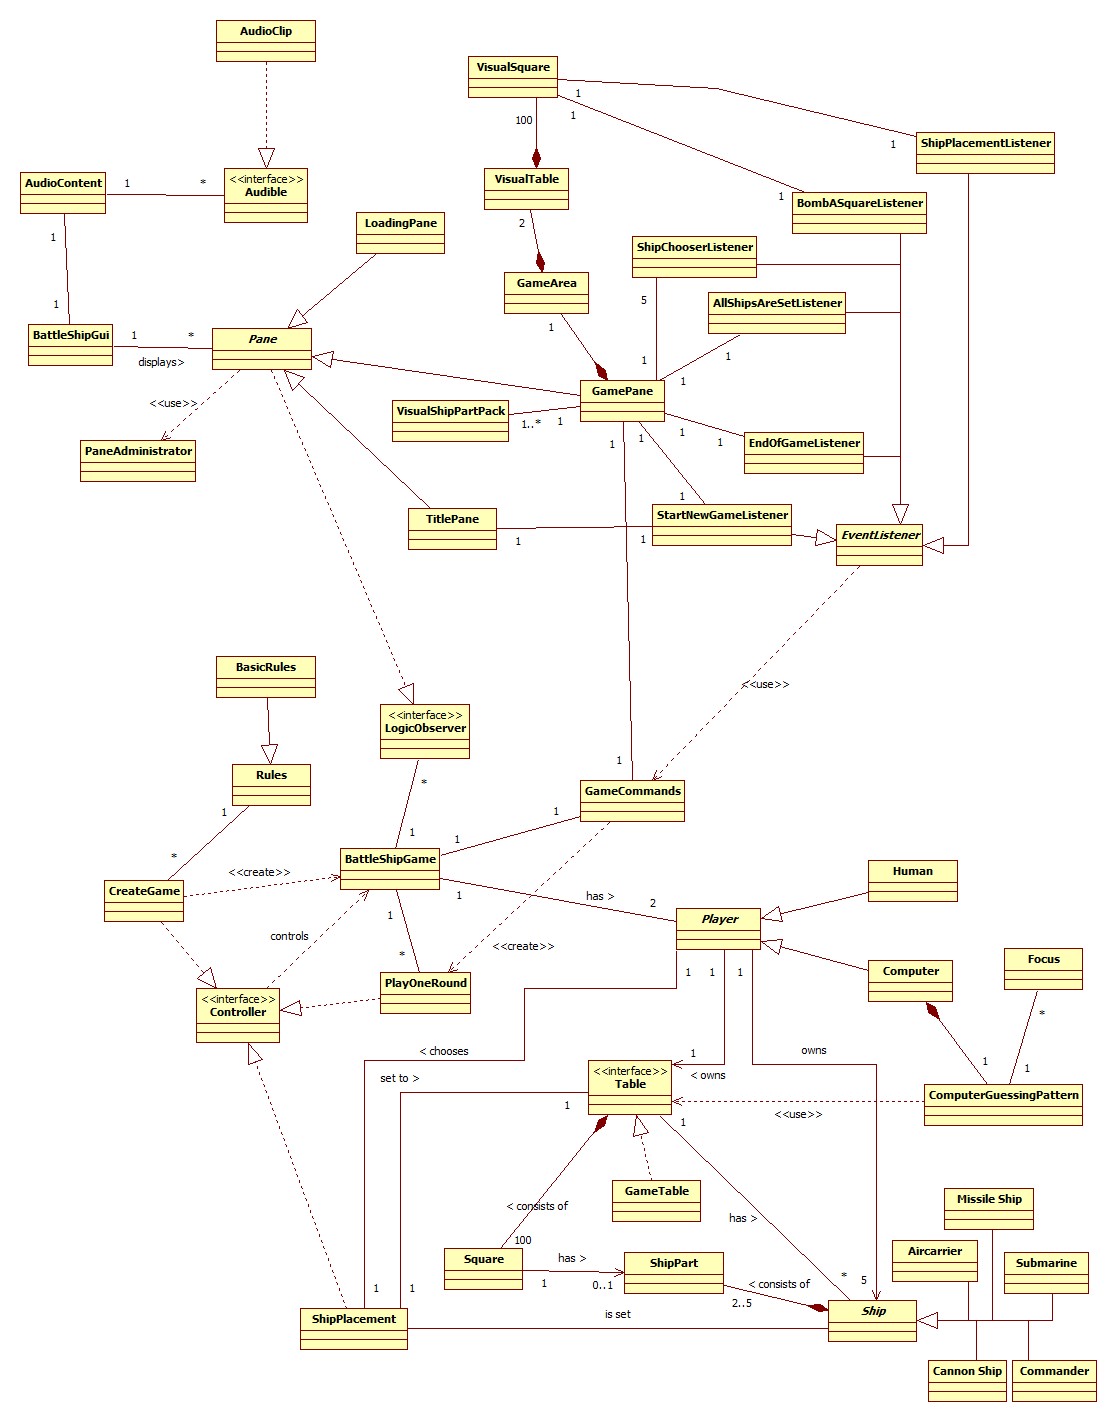 AudioClip
VisualSquare
1
1
100
1
ShipPlacementListener
<<interface>>
Audible
AudioContent
1
*
VisualTable
1
BombASquareListener
LoadingPane
2
1
ShipChooserListener
GameArea
5
AllShipsAreSetListener
1
BattleShipGui
1
*
displays>
Pane
1
1
1
1
GamePane
<<use>>
VisualShipPartPack
1..*
1
1
1
1
1
EndOfGameListener
PaneAdministrator
1
TitlePane
1
1
StartNewGameListener
EventListener
BasicRules
<<use>>
<<interface>>
LogicObserver
Rules
*
1
GameCommands
1
1
1
1
*
BattleShipGame
<<create>>
CreateGame
1
1
has >
2
Human
Player
controls
*
<<create>>
1
1
1
PlayOneRound
Computer
Focus
<<interface>>
Controller
*
< chooses
1
owns
1
1
set to >
<<interface>>
Table
< owns
ComputerGuessingPattern
1
1
<<use>>
GameTable
Missile Ship
< consists of
has >
100
Square
has >
1
0..1
ShipPart
< consists of
2..5
*
5
Aircarrier
Submarine
1
1
ShipPlacement
is set
Ship
Cannon Ship
Commander